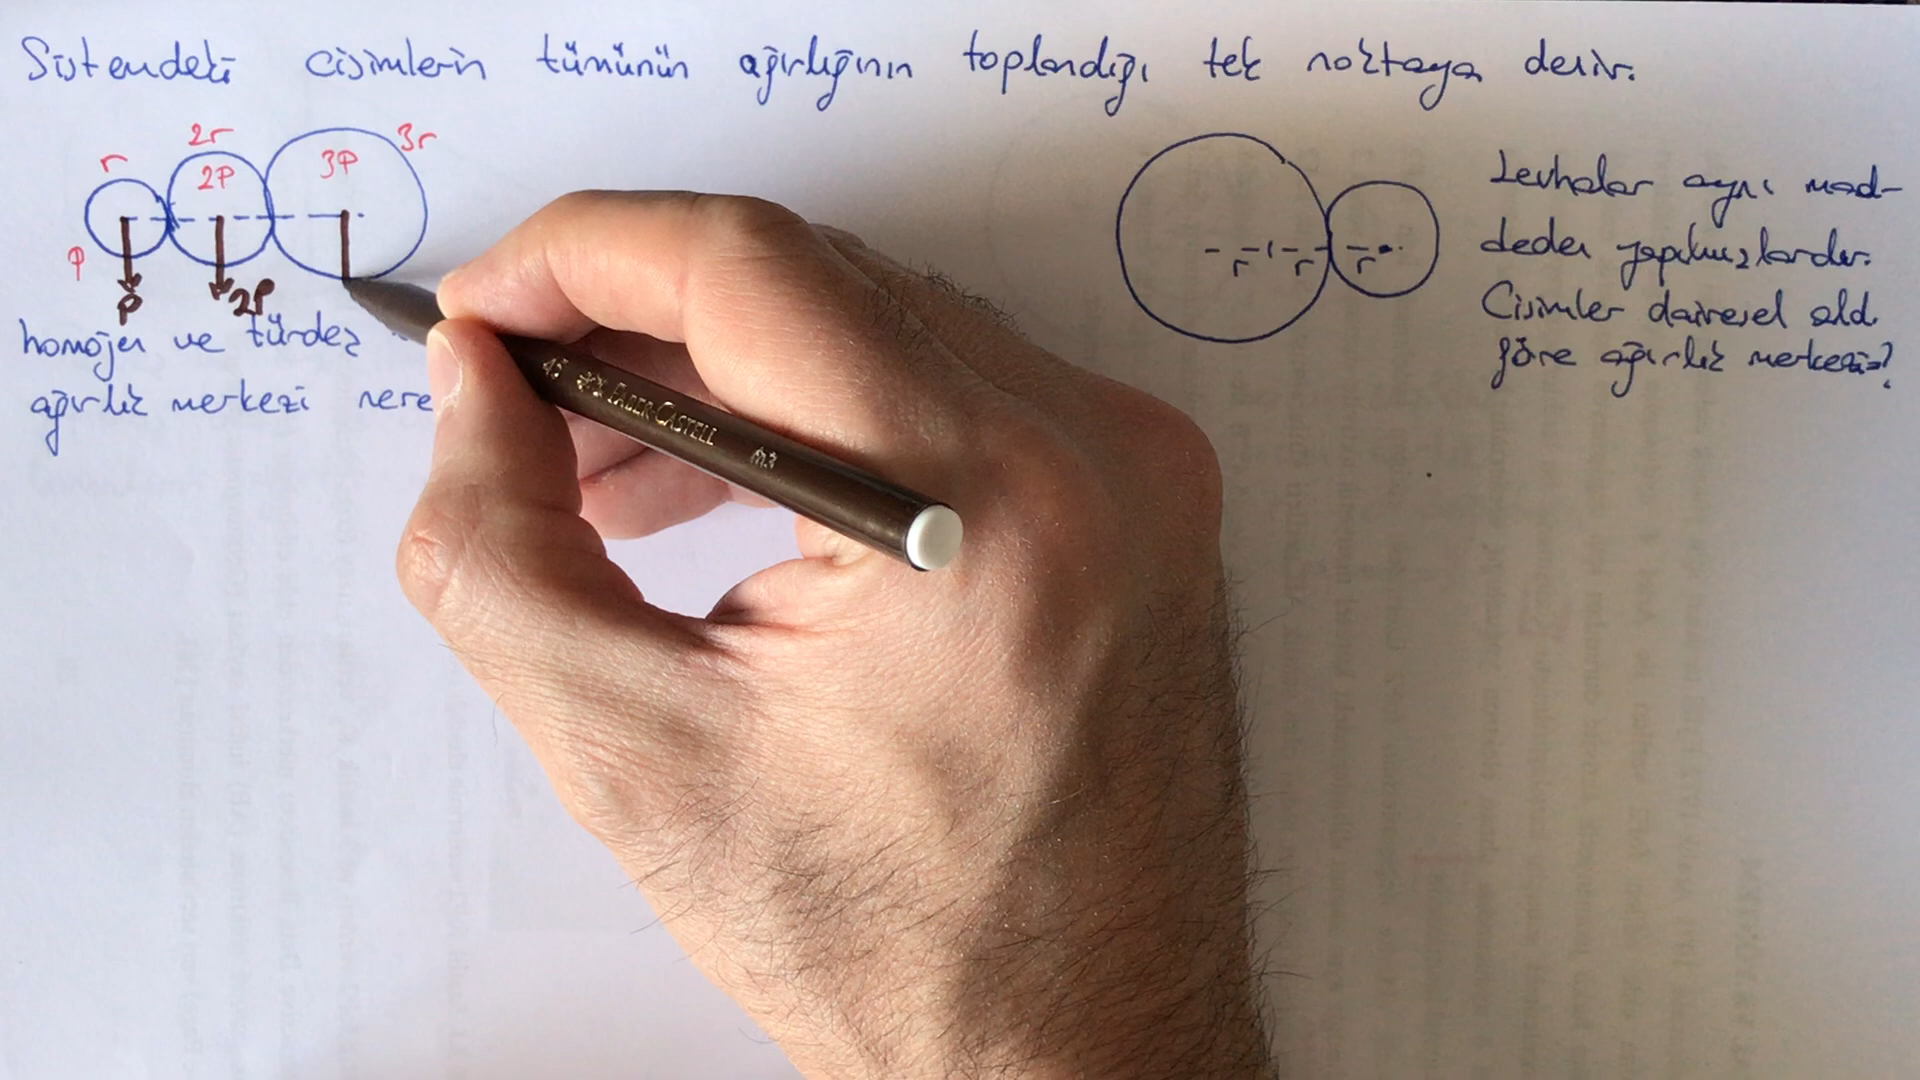 Sistemdeki cisimlerin tümünün ağırlığının toplandığı tek noktaya denir.
r 2r 3r
2P 3P
P
P 2P
homojen ve türdeş
ağırlık merkezi nere
r r r
Levhalar aynı mad-
deden yapılmışlardır.
Cisimler dairesel old.
göre ağırlık merkezi=?
45 FABER-CASTELL